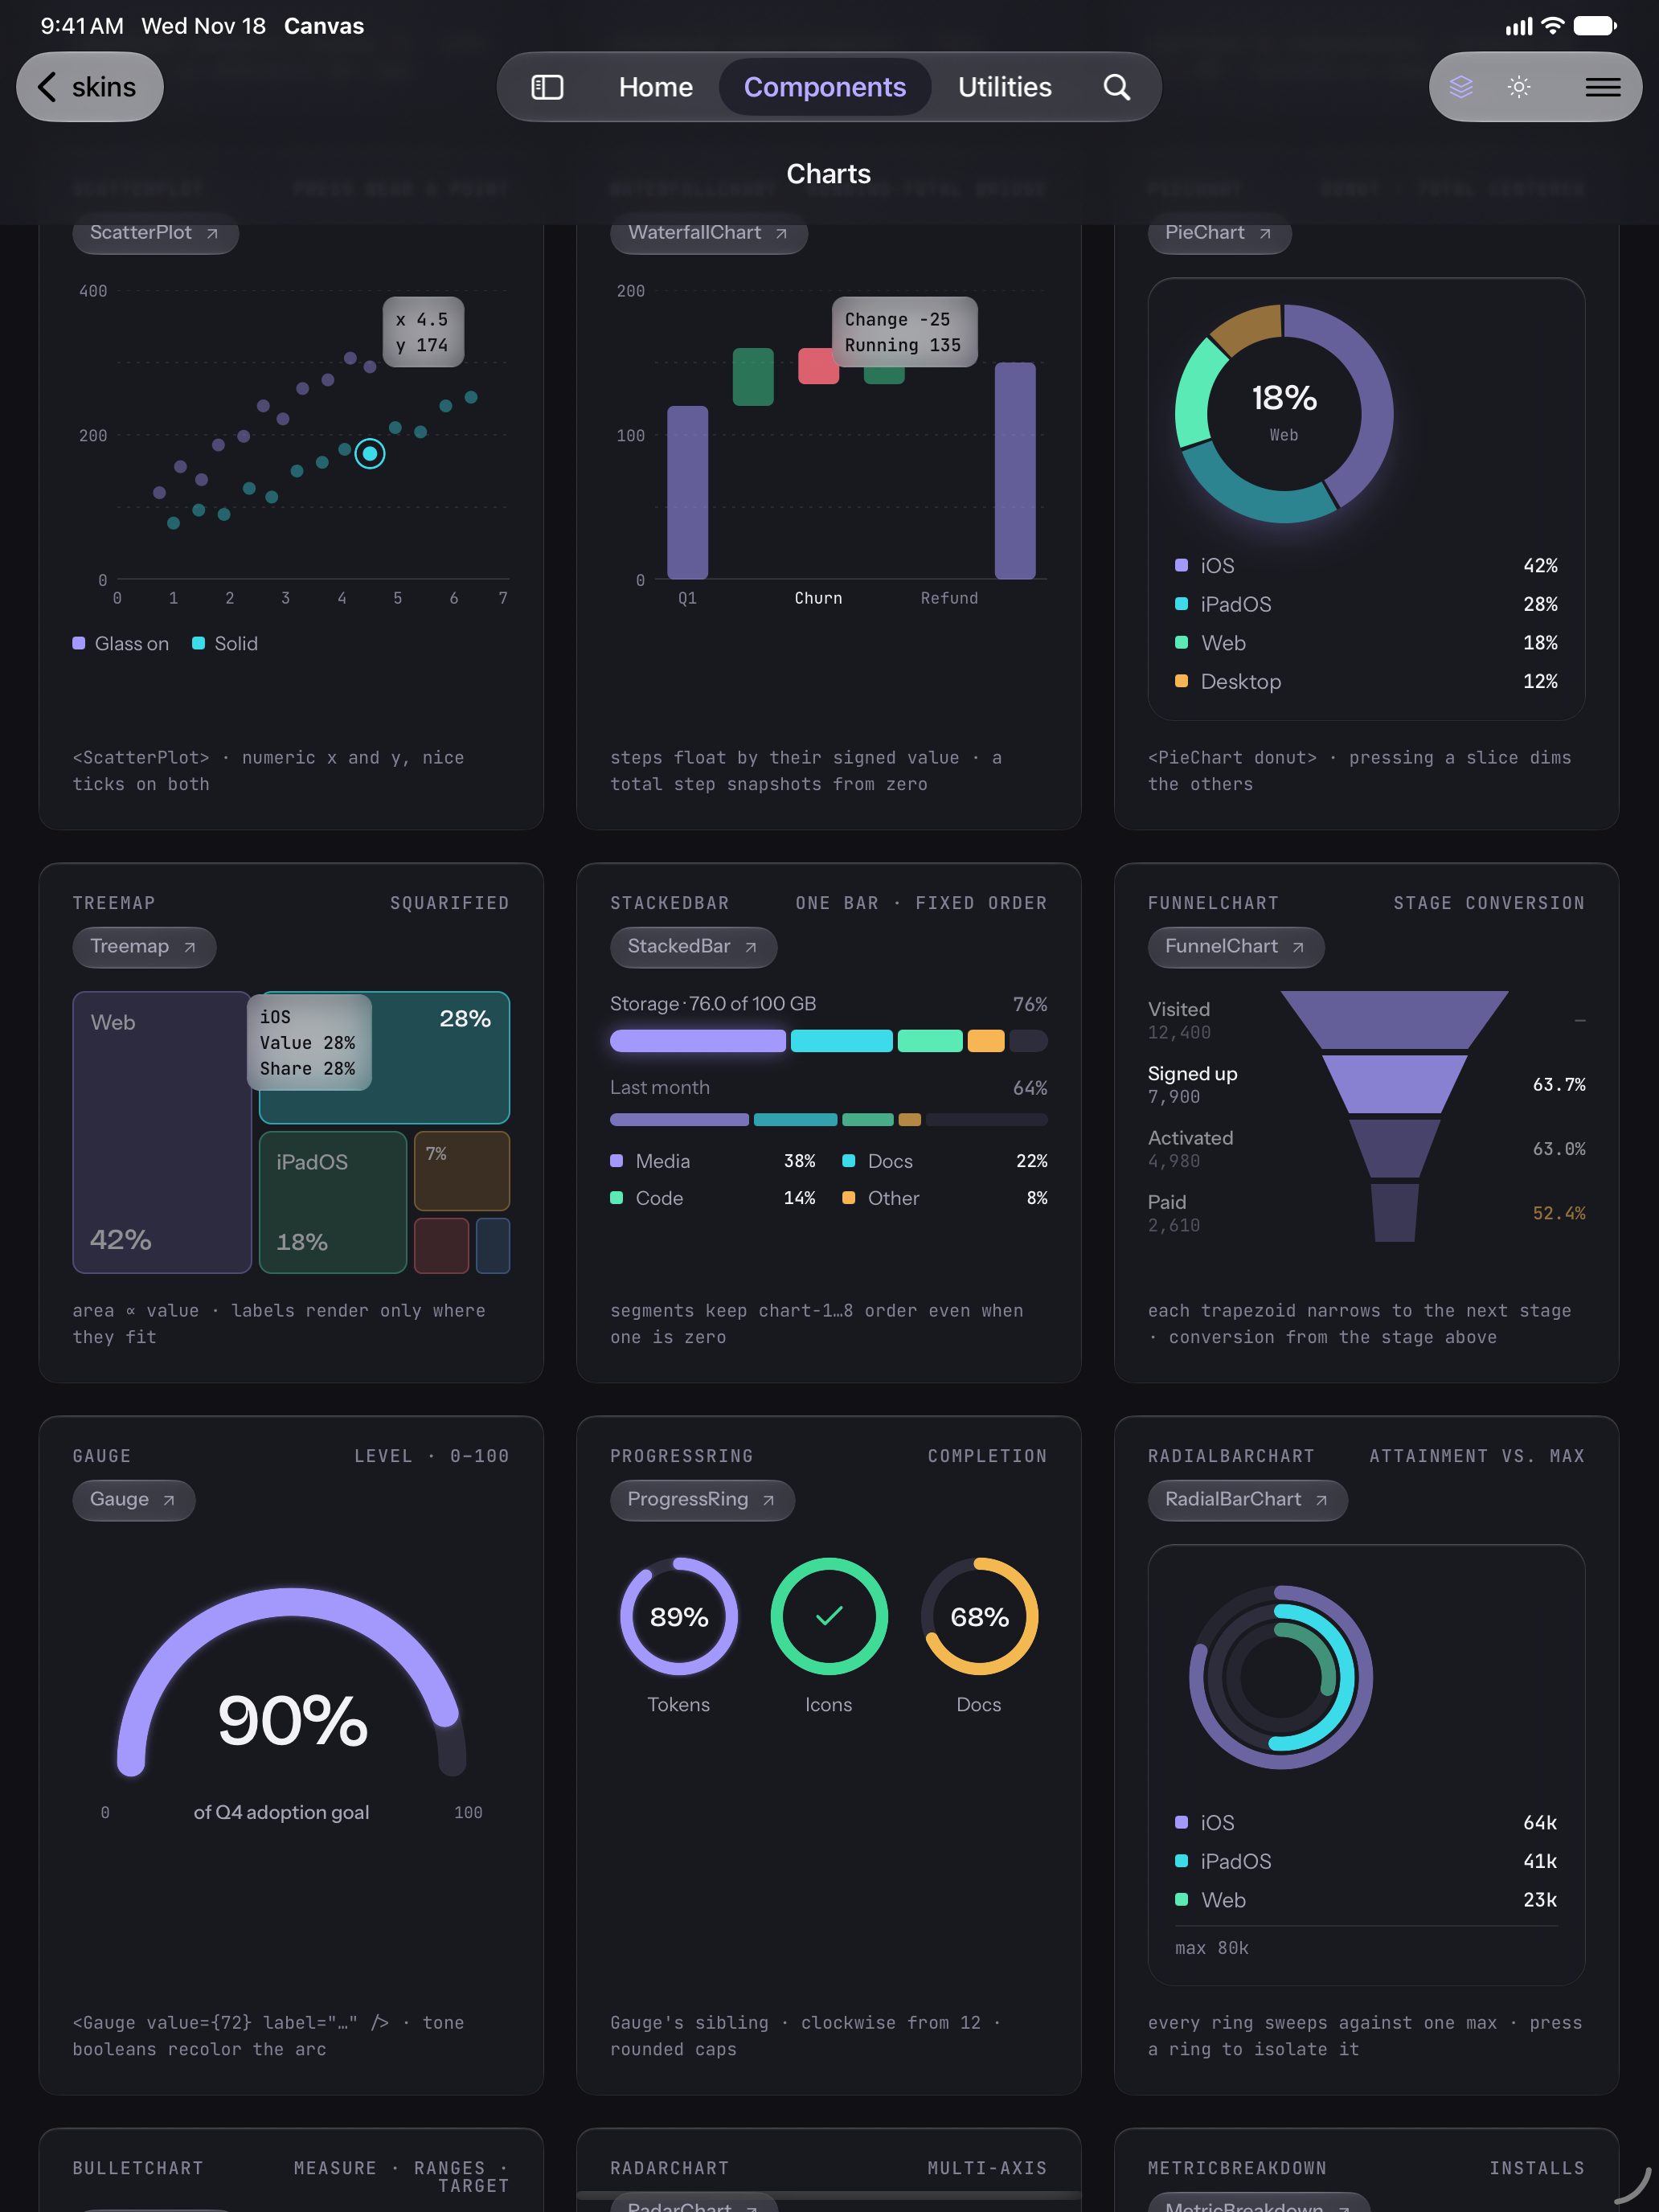 9:41 AM Wed Nov 18 Canvas
skins
Home Components Utilities
Charts
SCATTERPLOT PRESS NEAR A POINT
ScatterPlot
400
x 4.5
y 174
200
0
0 1 2 3 4 5 6 7
Glass on Solid
<ScatterPlot> · numeric x and y, nice
ticks on both
WaterfallChart
200
Change -25
Running 135
100
0
Q1 Churn Refund
steps float by their signed value · a
total step snapshots from zero
PIECHART DONUT · TOTAL CENTERED
PieChart
18%
Web
iOS 42%
iPadOS 28%
Web 18%
Desktop 12%
<PieChart donut> · pressing a slice dims
the others
TREEMAP SQUARIFIED
Treemap
Web
42%
iOS
Value 28%
Share 28%
28%
iPadOS
18%
7%
area ∝ value · labels render only where
they fit
STACKEDBAR ONE BAR · FIXED ORDER
StackedBar
Storage · 76.0 of 100 GB 76%
Last month 64%
Media 38% Docs 22%
Code 14% Other 8%
segments keep chart-1…8 order even when
one is zero
FUNNELCHART STAGE CONVERSION
FunnelChart
Visited
12,400 —
Signed up
7,900 63.7%
Activated
4,980 63.0%
Paid
2,610 52.4%
each trapezoid narrows to the next stage
· conversion from the stage above
GAUGE LEVEL · 0–100
Gauge
90%
0 of Q4 adoption goal 100
<Gauge value={72} label="…" /> · tone
booleans recolor the arc
PROGRESSRING COMPLETION
ProgressRing
89% 68%
Tokens Icons Docs
Gauge's sibling · clockwise from 12 ·
rounded caps
RADIALBARCHART ATTAINMENT VS. MAX
RadialBarChart
iOS 64k
iPadOS 41k
Web 23k
max 80k
every ring sweeps against one max · press
a ring to isolate it
BULLETCHART MEASURE · RANGES ·
TARGET
RADARCHART MULTI-AXIS
RadarChart
METRICBREAKDOWN INSTALLS
MetricBreakdown